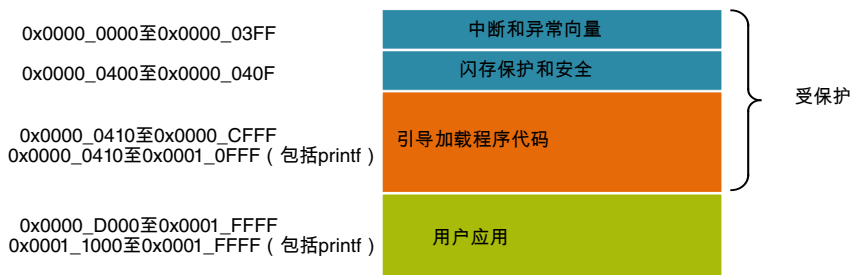 0x0000_0000至0x0000_03FF
中断和异常向量
0x0000_0400至0x0000_040F
闪存保护和安全
受保护
0x0000_0410至0x0000_CFFF
0x0000_0410至0x0001_0FFF（包括printf）
引导加载程序代码
0x0000_D000至0x0001_FFFF
0x0001_1000至0x0001_FFFF（包括printf）
用户应用